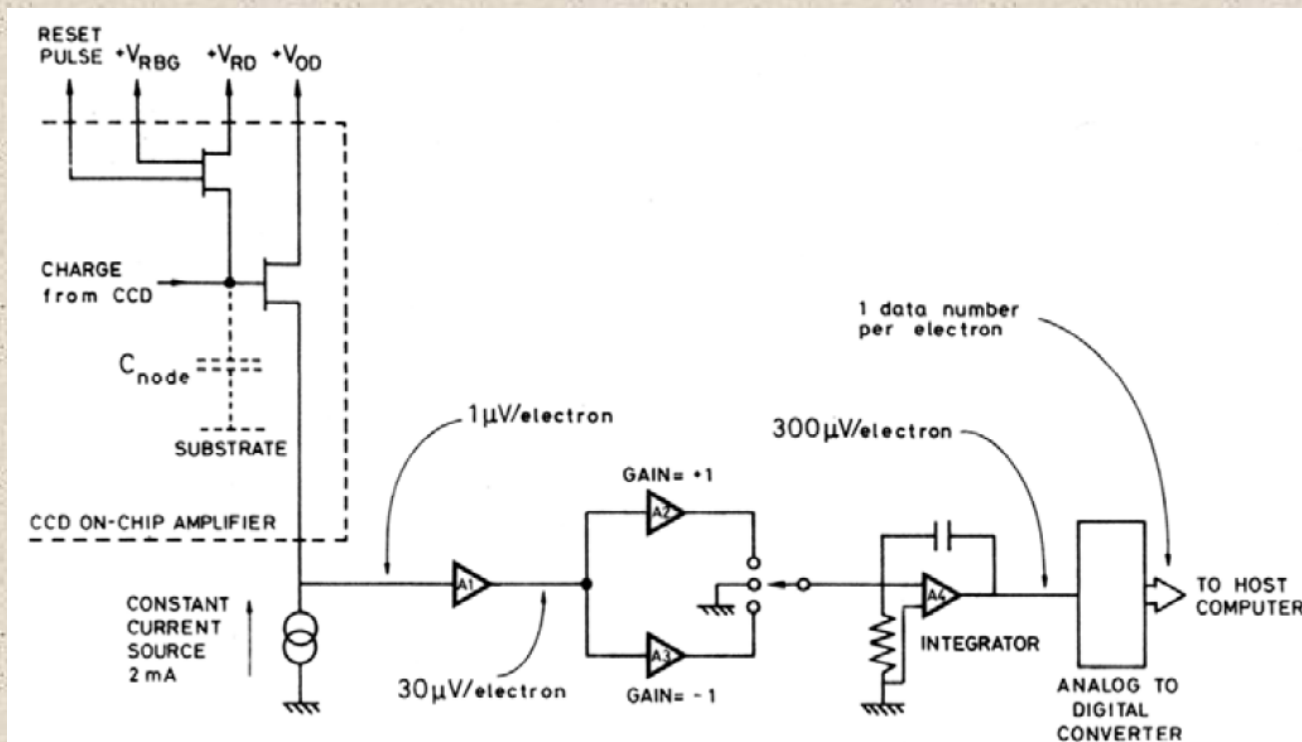 RESET
PULSE
+VRBG
+VRD
+VOD
CHARGE
from CCD
Cnode
SUBSTRATE
CCD ON-CHIP AMPLIFIER
1µV/electron
CONSTANT
CURRENT
SOURCE
2mA
A1
30µV/electron
GAIN= +1
A2
A3
GAIN= -1
A4
INTEGRATOR
300µV/electron
1 data number
per electron
ANALOG TO
DIGITAL
CONVERTER
TO HOST
COMPUTER